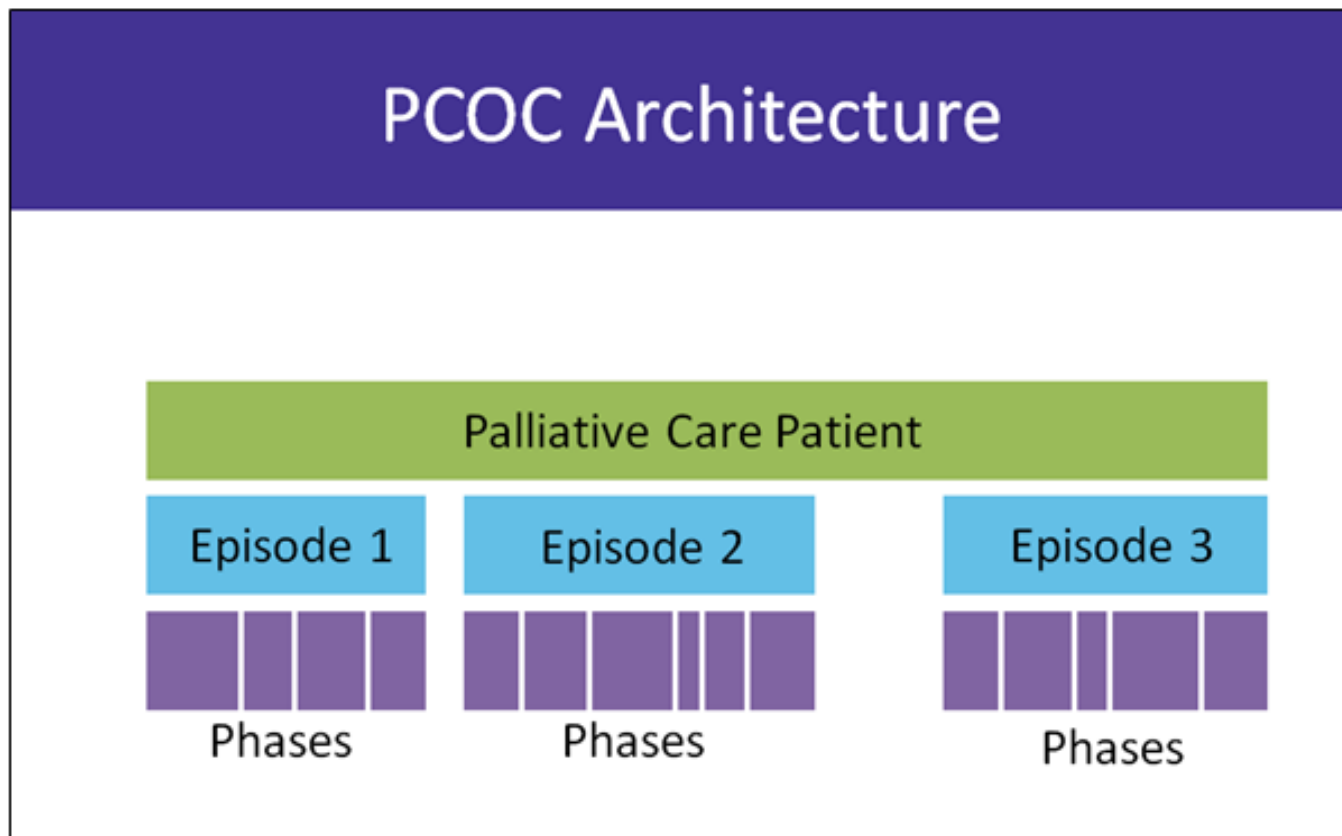 PCOC Architecture
Palliative Care Patient
Episode 1
Episode 2
Episode 3
Phases
Phases
Phases